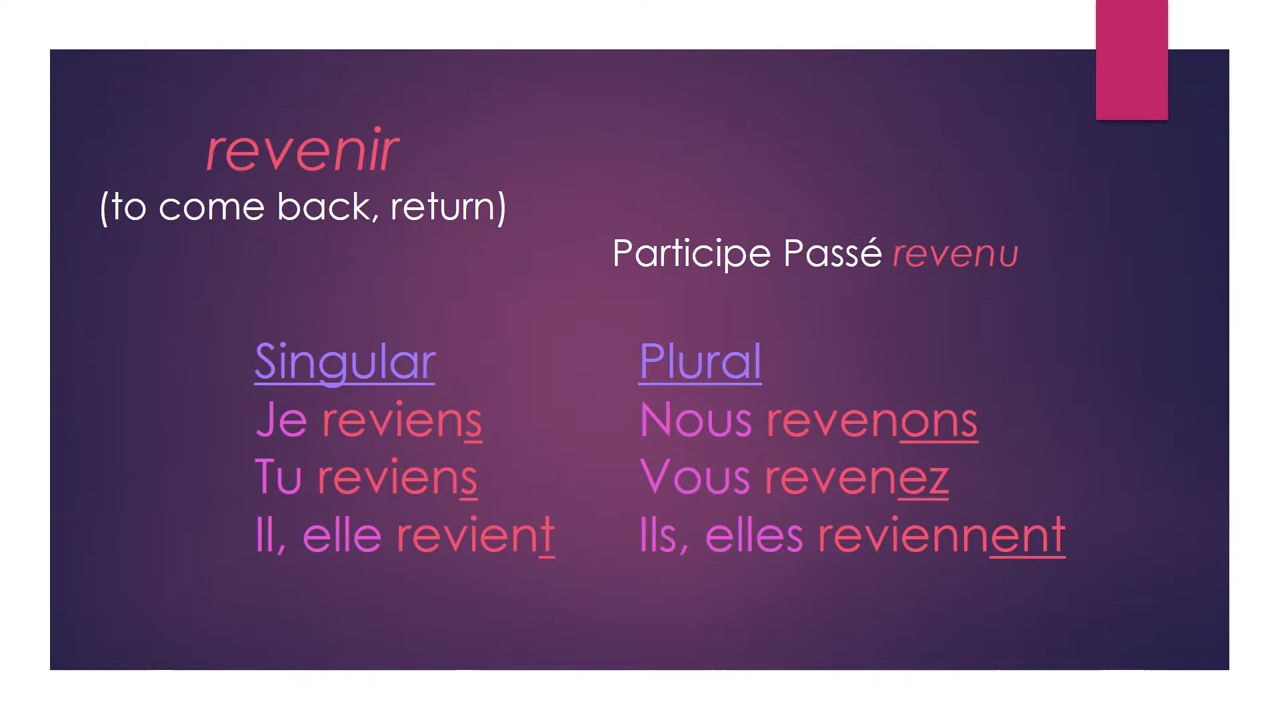 revenir
(to come back, return)
Participe Passé revenu
Singular
Je reviens
Tu reviens
Il, elle revient
Plural
Nous revenons
Vous revenez
Ils, elles reviennent